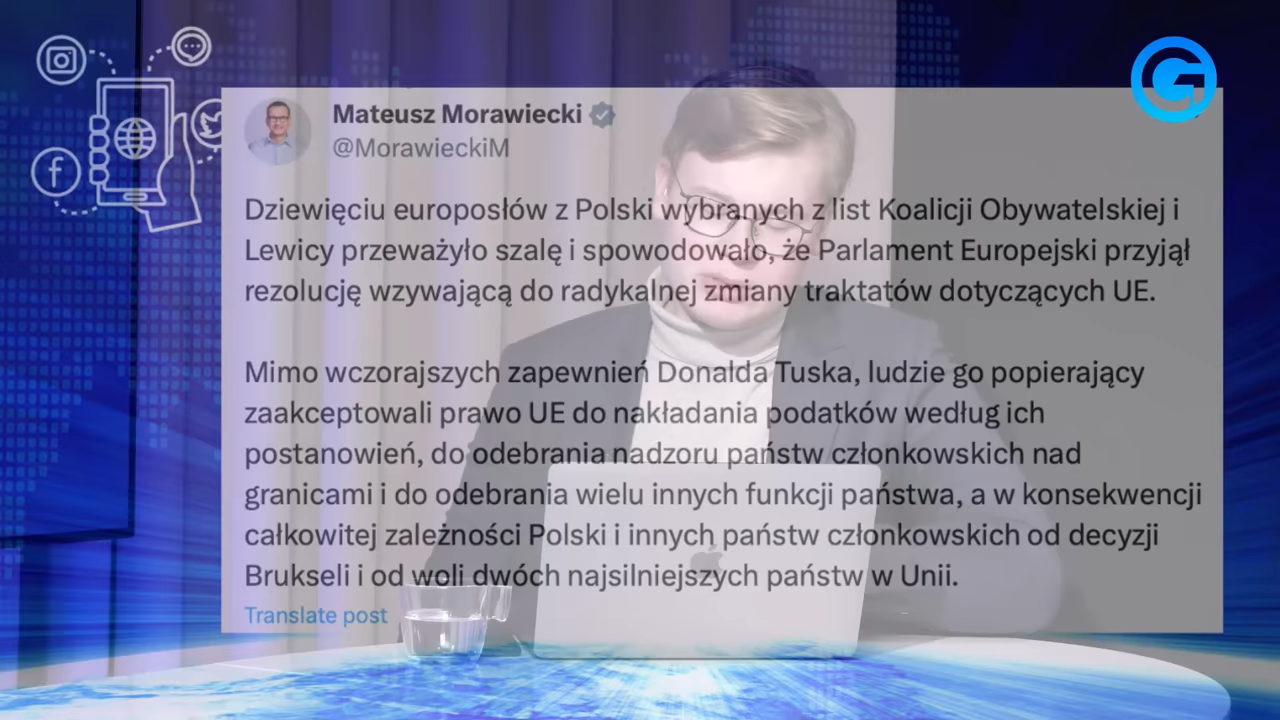 Mateusz Morawiecki
@MorawieckiM
Dziewięciu europosłów z Polski wybranych z list Koalicji Obywatelskiej i
Lewicy przeważyło szalę i spowodowało, że Parlament Europejski przyjął
rezolucję wzywającą do radykalnej zmiany traktatów dotyczących UE.
Mimo wczorajszych zapewnień Donalda Tuska, ludzie go popierający
zaakceptowali prawo UE do nakładania podatków według ich
postanowień, do odebrania nadzoru państw członkowskich nad
granicami i do odebrania wielu innych funkcji państwa, a w konsekwencji
całkowitej zależności Polski i innych państw członkowskich od decyzji
Brukseli i od woli dwóch najsilniejszych państw w Unii.
Translate post